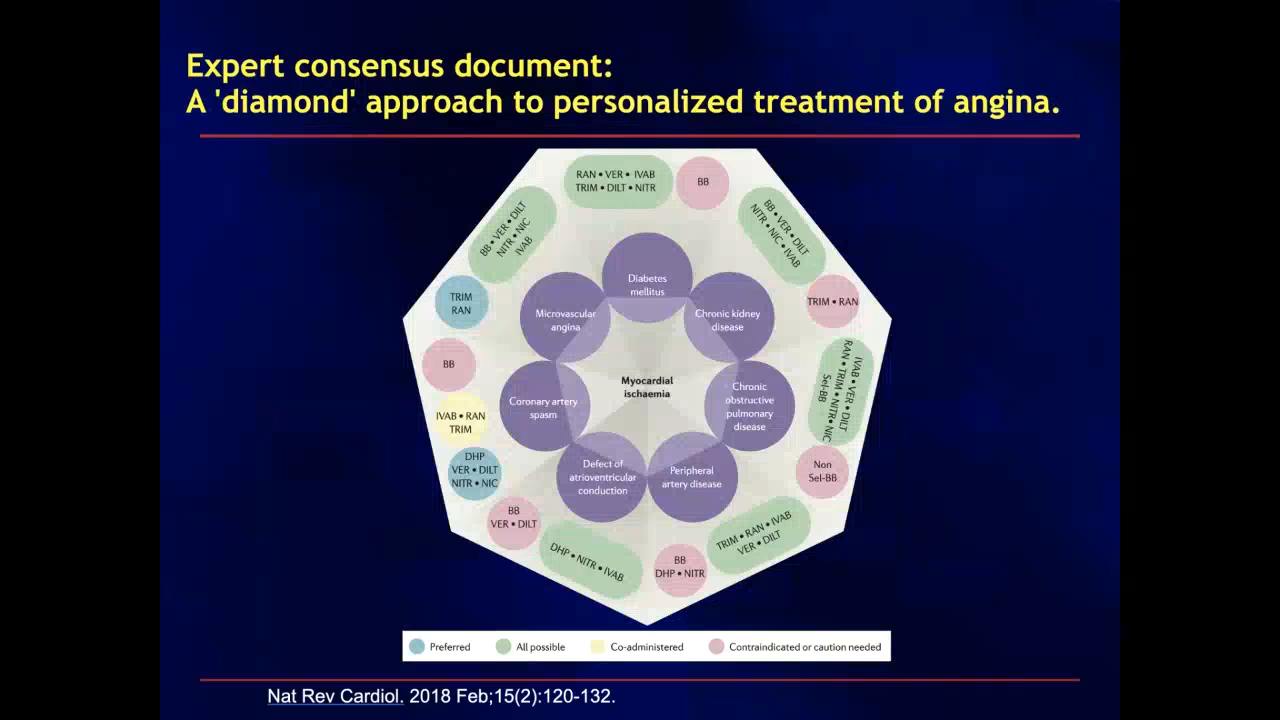 Expert consensus document:
A 'diamond' approach to personalized treatment of angina.
RAN • VER • IVAB
TRIM • DILT • NITR
BB
BB • VER • DILT
NITR • NIC • IVAB
TRIM • RAN
IVAB • VER • DILT
RAN • TRIM • NITR • NIC
Sel-BB
Non
Sel-BB
TRIM • RAN • IVAB
VER • DILT
BB
DHP • NITR
DHP • NITR • IVAB
BB
VER • DILT
DHP
VER • DILT
NITR • NIC
IVAB • RAN
TRIM
BB
TRIM
RAN
BB • VER • DILT
NITR • NIC
IVAB
Diabetes
mellitus
Chronic kidney
disease
Chronic
obstructive
pulmonary
disease
Peripheral
artery disease
Defect of
atrioventricular
conduction
Coronary artery
spasm
Microvascular
angina
Myocardial
ischaemia
Preferred
All possible
Co-administered
Contraindicated or caution needed
Nat Rev Cardiol. 2018 Feb;15(2):120-132.